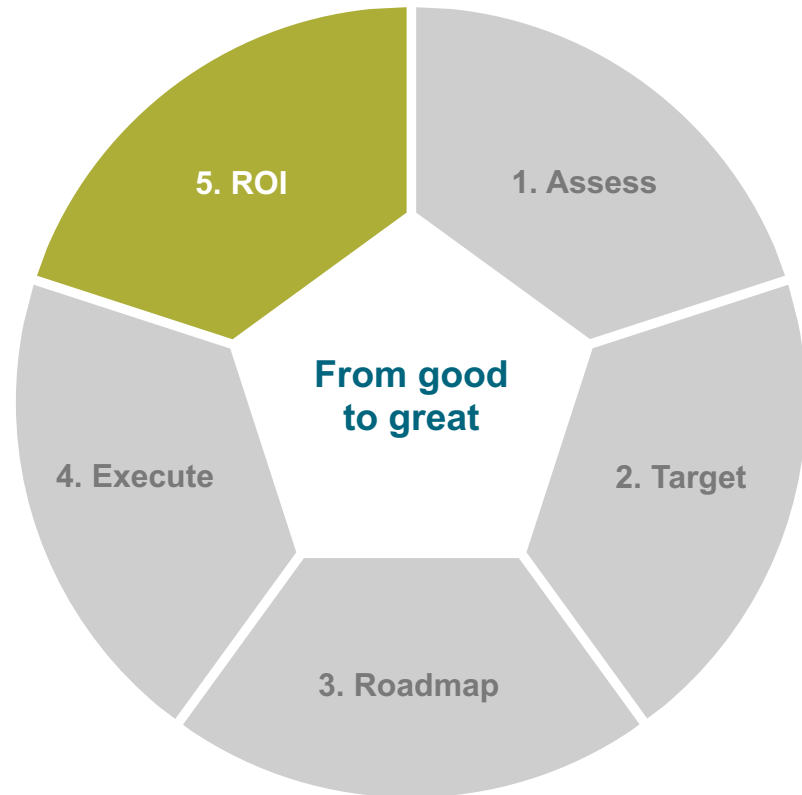 5. ROI
1. Assess
From good
to great
4. Execute
2. Target
3. Roadmap